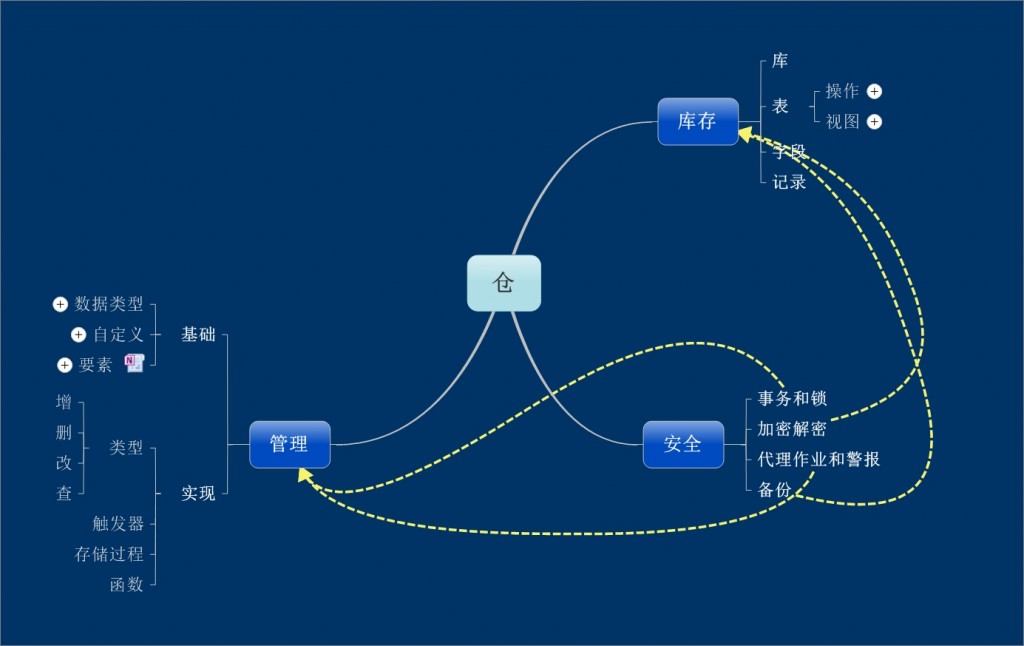 仓
库存
库
表
操作
视图
字段
记录
安全
事务和锁
加密解密
代理作业和警报
备份
管理
基础
数据类型
自定义
要素
实现
类型
增
删
改
查
触发器
存储过程
函数